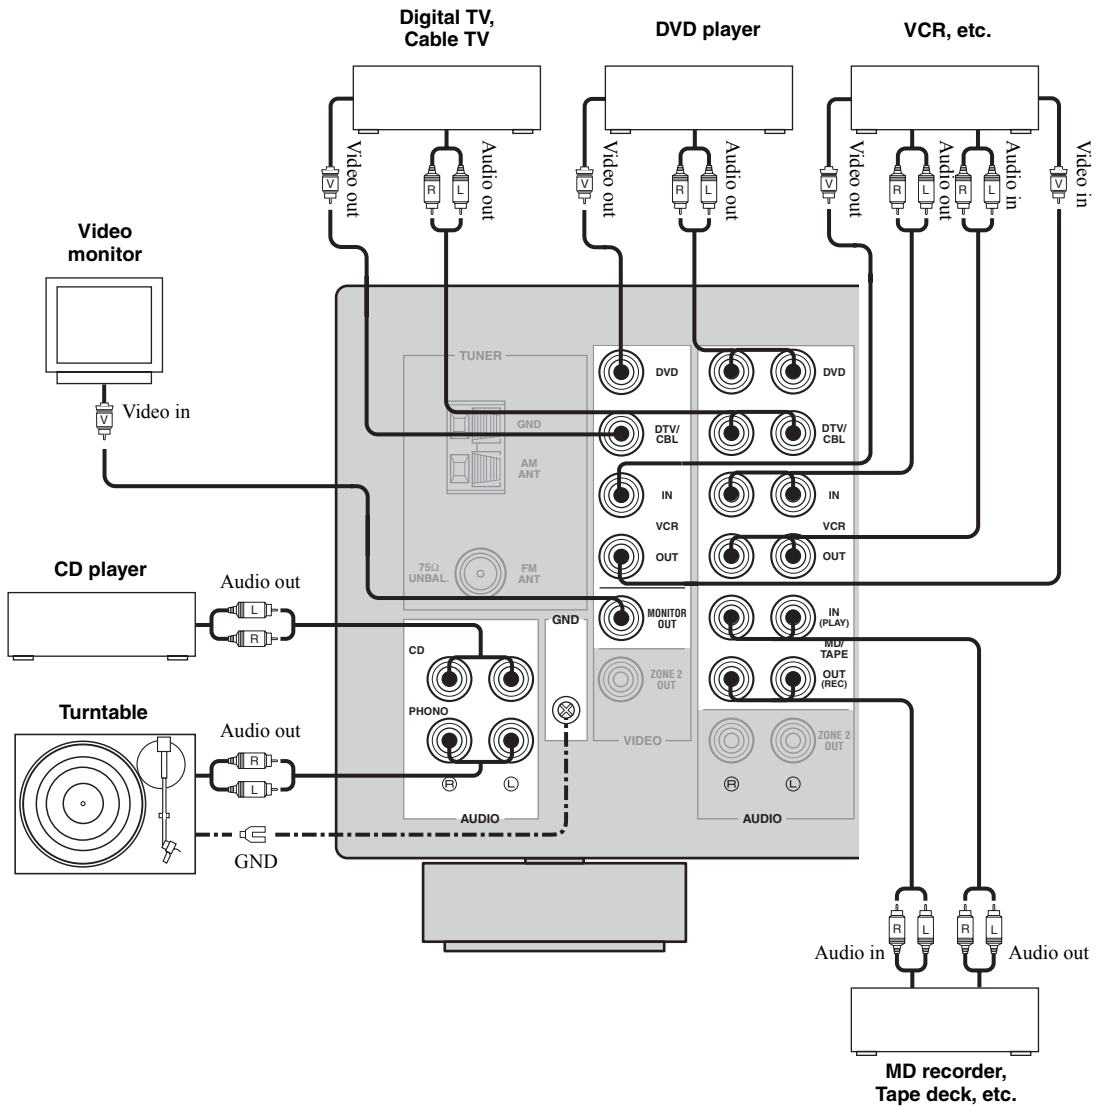 Digital TV,
Cable TV
DVD player
VCR, etc.
Video out
V
Audio out
R
L
Video out
V
Audio out
R
L
Video out
V
Audio out
R
L
Audio in
R
L
Video in
V
Video
monitor
V
Video in
TUNER
GND
AM
ANT
75Ω
UNBAL.
FM
ANT
DVD
DTV/
CBL
IN
VCR
OUT
MONITOR
OUT
ZONE 2
OUT
VIDEO
DVD
DTV/
CBL
IN
VCR
OUT
IN
(PLAY)
MD/
TAPE
OUT
(REC)
ZONE 2
OUT
R
L
AUDIO
CD player
Audio out
L
R
GND
CD
PHONO
R
L
AUDIO
Turntable
Audio out
R
L
GND
R
L
R
L
Audio in
Audio out
MD recorder,
Tape deck, etc.